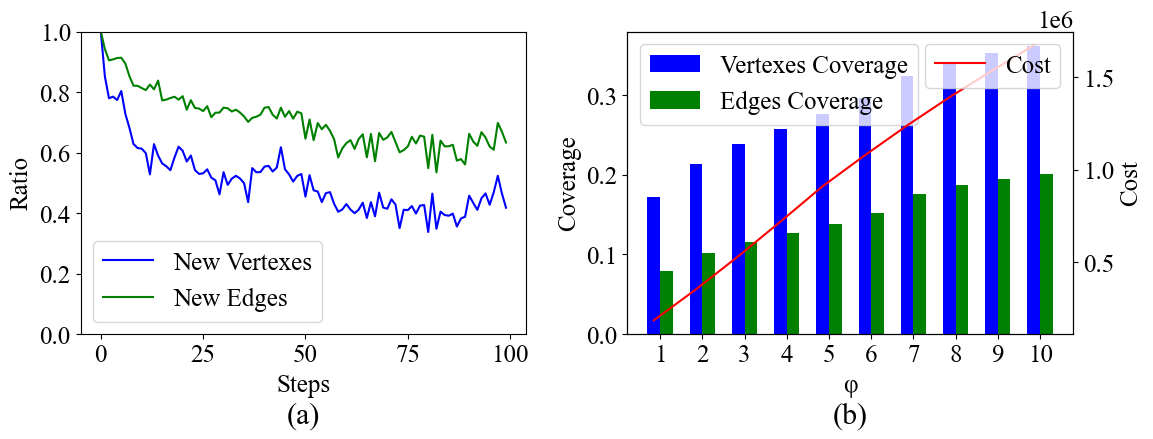 1.0
0.8
0.6
0.4
0.2
0.0
Ratio
New Vertexes
New Edges
0
25
50
75
100
Steps
(a)
1e6
0.3
0.2
0.1
0.0
Coverage
Vertexes Coverage
Edges Coverage
Cost
1.5
1.0
0.5
Cost
1
2
3
4
5
6
7
8
9
10
φ
(b)